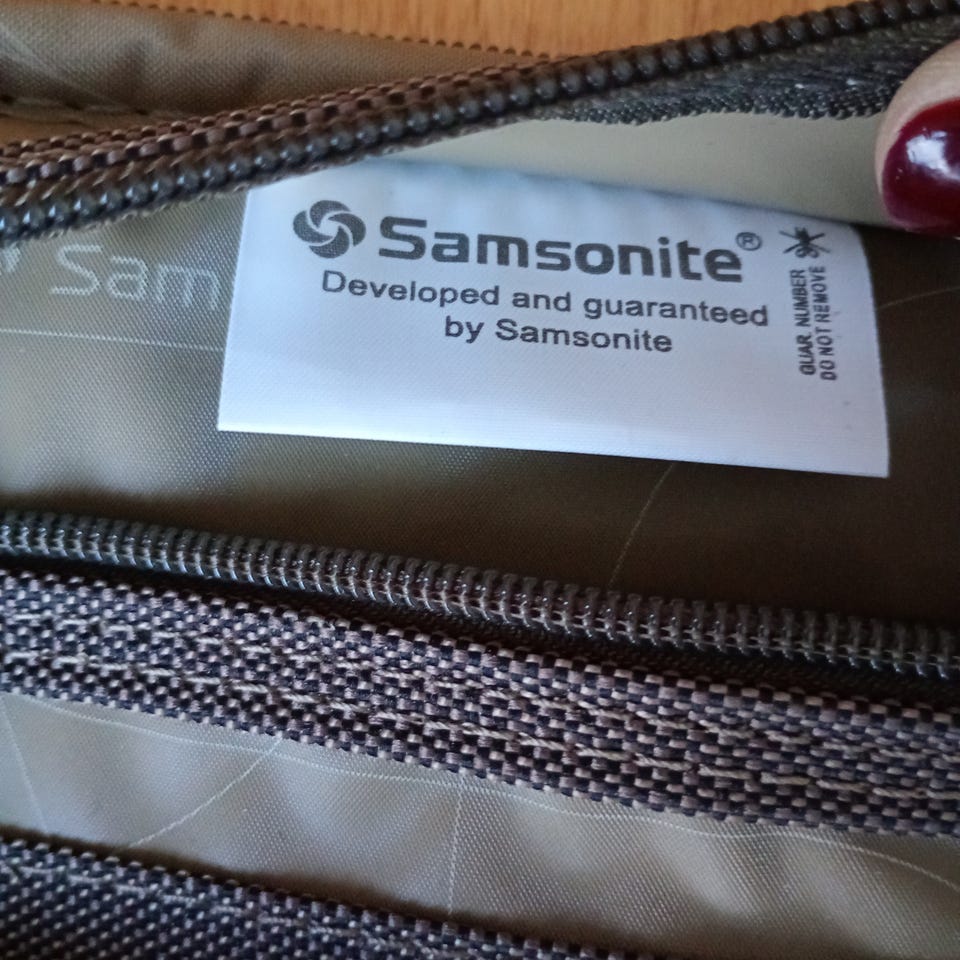 Samsonite®
Developed and guaranteed
by Samsonite
GUAR. NUMBER
DO NOT REMOVE
Sam